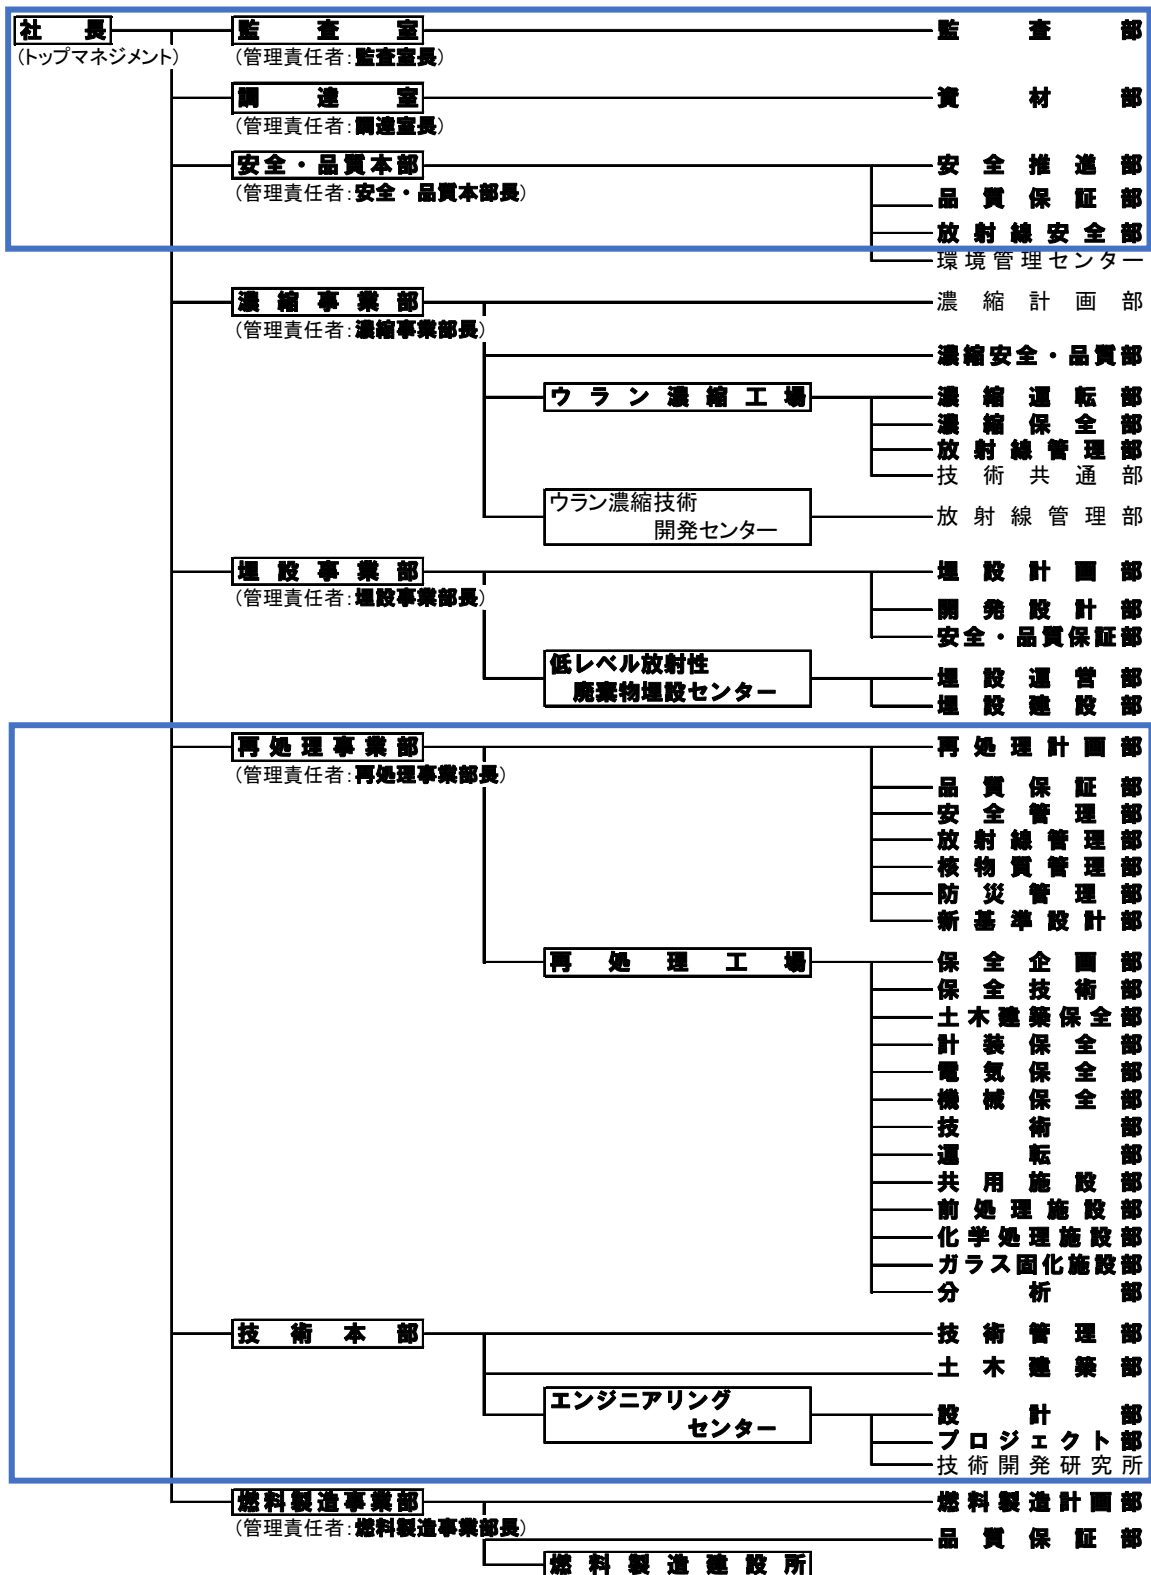 社長 監査室 監査部
(トップマネジメント) (管理責任者:監査室長)
調達室 資材部
(管理責任者:調達室長)
安全・品質本部 安全推進部
(管理責任者:安全・品質本部長) 品質保証部
放射線安全部
環境管理センター
濃縮事業部 濃縮計画部
(管理責任者:濃縮事業部長)
濃縮安全・品質部
ウラン濃縮工場 濃縮運転部
濃縮保全部
放射線管理部
技術共通部
ウラン濃縮技術
開発センター 放射線管理部
埋設事業部 埋設計画部
(管理責任者:埋設事業部長) 開発設計部
安全・品質保証部
低レベル放射性
廃棄物埋設センター 埋設運営部
埋設建設部
再処理事業部 再処理計画部
(管理責任者:再処理事業部長) 品質保証部
安全管理部
放射線管理部
核物質管理部
防災管理部
新基準設計部
再処理工場 保全企画部
保全技術部
土木建築保全部
計装保全部
電気保全部
機械保全部
技術部
運転部
共用施設部
前処理施設部
化学処理施設部
ガラス固化施設部
分析部
技術本部 技術管理部
土木建築部
エンジニアリング
センター 設計部
プロジェクト部
技術開発研究所
燃料製造事業部 燃料製造計画部
(管理責任者:燃料製造事業部長) 品質保証部
燃料製造建設所